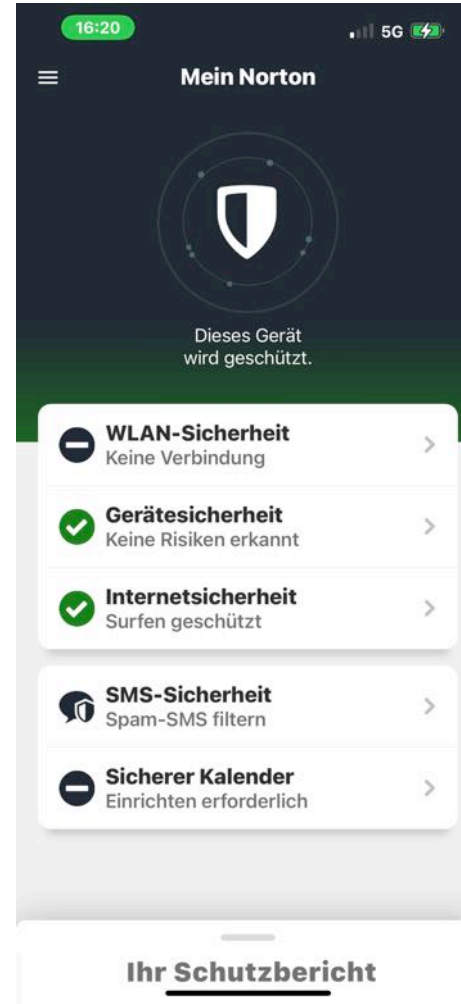 16:20
5G
Mein Norton
Dieses Gerät
wird geschützt.
WLAN-Sicherheit
Keine Verbindung
Gerätesicherheit
Keine Risiken erkannt
Internetsicherheit
Surfen geschützt
SMS-Sicherheit
Spam-SMS filtern
Sicherer Kalender
Einrichten erforderlich
Ihr Schutzbericht